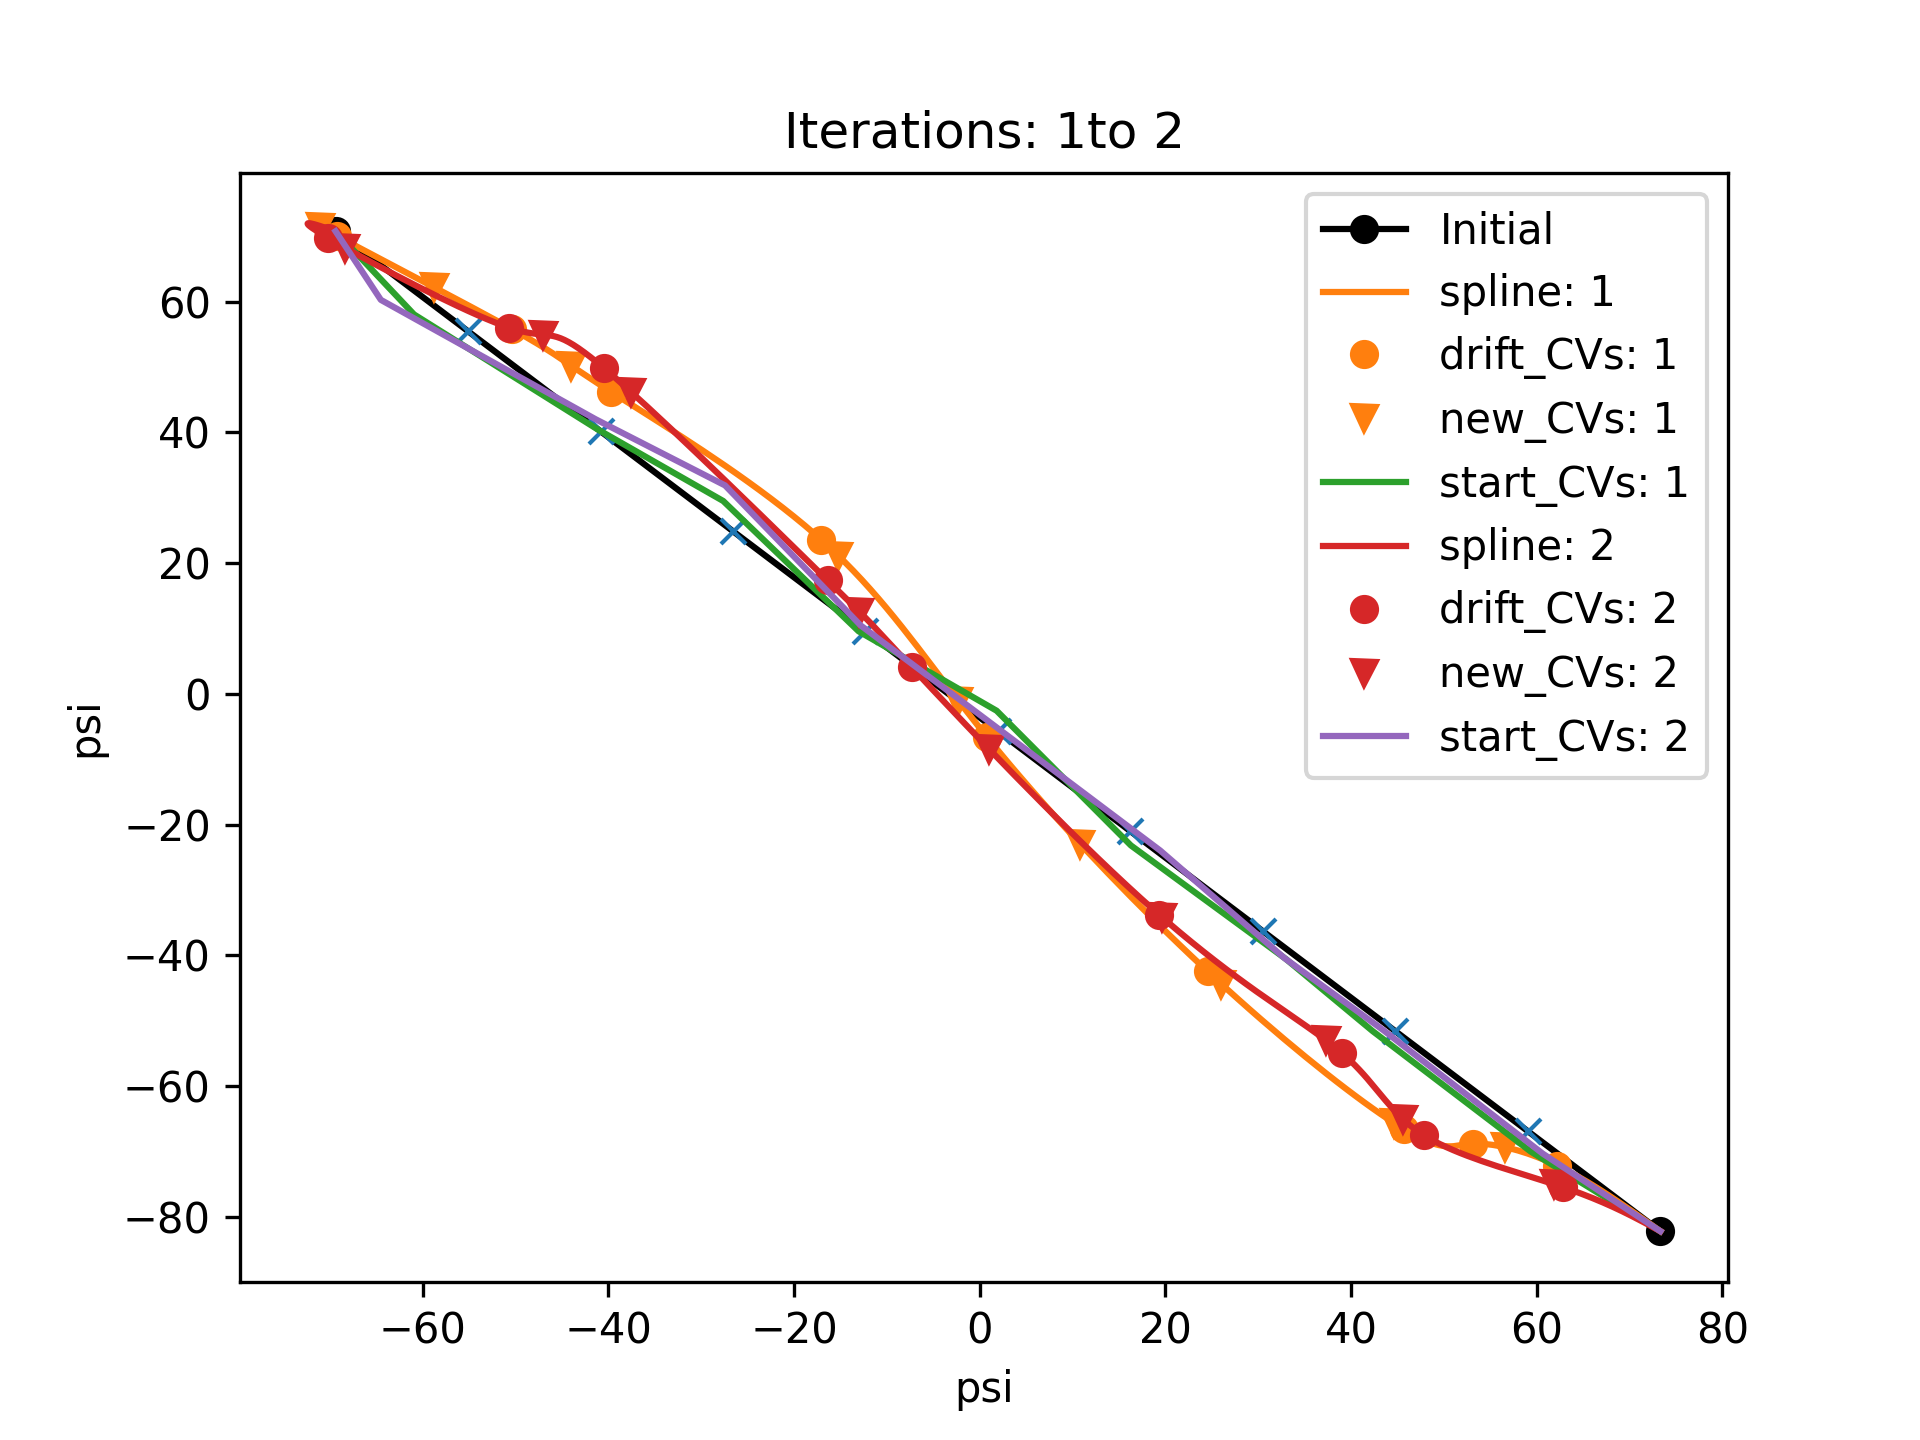 Iterations: 1to 2
Initial
spline: 1
drift_CVs: 1
new_CVs: 1
start_CVs: 1
spline: 2
drift_CVs: 2
new_CVs: 2
start_CVs: 2
60
40
20
0
−20
−40
−60
−80
psi
−60 −40 −20 0 20 40 60 80
psi